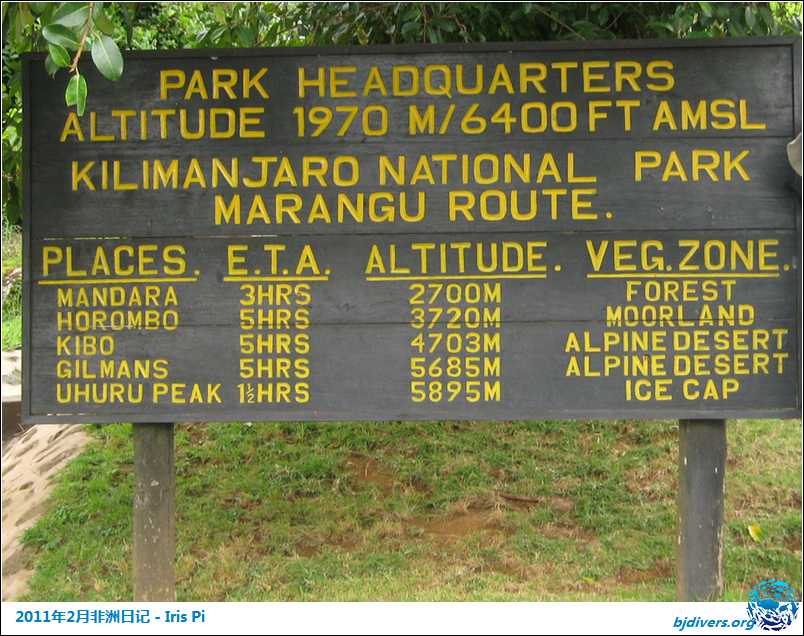 PARK HEADQUARTERS
ALTITUDE 1970 M/6400FT AMSL
KILIMANJARO NATIONAL PARK
MARANGU ROUTE.
PLACES. E.T.A. ALTITUDE. VEG.ZONE.
MANDARA 3HRS 2700M FOREST
HOROMBO 5HRS 3720M MOORLAND
KIBO 5HRS 4703M ALPINE DESERT
GILMANS 5HRS 5685M ALPINE DESERT
UHURU PEAK 1½HRS 5895M ICE CAP
2011年2月非洲日记 - Iris Pi
bjdivers.org